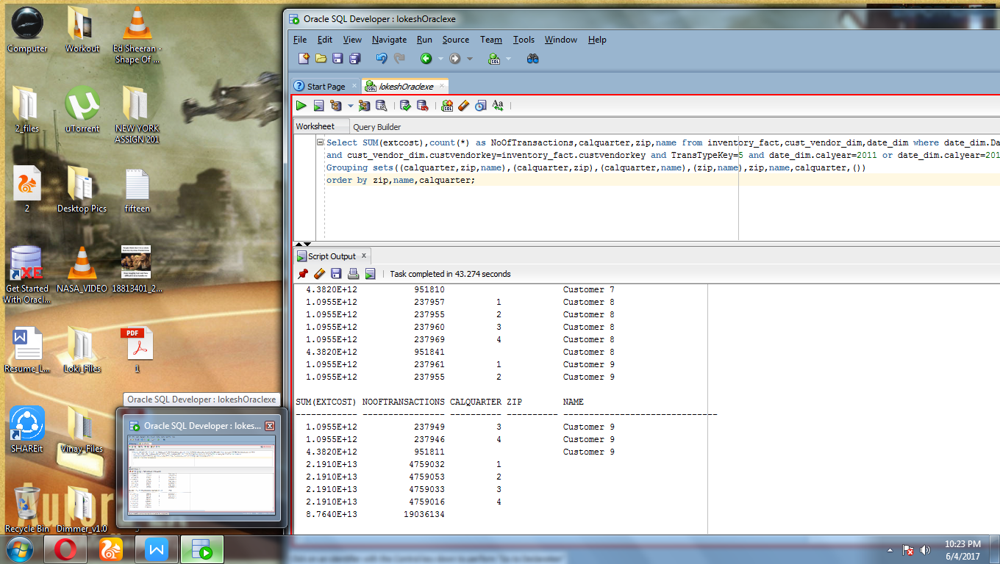 Computer
Workout
Ed Sheeran -
Shape Of ...
2_files
uTorrent
NEW YORK
ASSIGN 201
2
Desktop Pics
fifteen
XE
Get Started
With Oracl...
NASA_VIDEO
18813401_2...
W
PDF
Resume_L...
Loki_Files
1
SHAREit
Vinay_Files
Recycle Bin
Dimmer_v1.0
Oracle SQL Developer : lokeshOraclexe
Oracle SQL Developer : lokes...
Oracle SQL Developer : lokeshOraclexe
File Edit View Navigate Run Source Team Tools Window Help
Start Page
lokeshOraclexe
Worksheet Query Builder
Select SUM(extcost),count(*) as NoOfTransactions,calquarter,zip,name from inventory_fact,cust_vendor_dim,date_dim where date_dim.Da
and cust_vendor_dim.custvendorkey=inventory_fact.custvendorkey and TransTypeKey=5 and date_dim.calyear=2011 or date_dim.calyear=201
Grouping sets((calquarter,zip,name),(calquarter,zip),(calquarter,name),(zip,name),zip,name,calquarter,())
order by zip,name,calquarter;
Script Output x
Task completed in 43.274 seconds
4.3820E+12 951810 Customer 7
1.0955E+12 237957 1 Customer 8
1.0955E+12 237955 2 Customer 8
1.0955E+12 237960 3 Customer 8
1.0955E+12 237969 4 Customer 8
4.3820E+12 951841 Customer 8
1.0955E+12 237961 1 Customer 9
1.0955E+12 237955 2 Customer 9
SUM(EXTCOST) NOOFTRANSACTIONS CALQUARTER ZIP NAME
------------ ---------------- ---------- ---------- ------------------------------
1.0955E+12 237949 3 Customer 9
1.0955E+12 237946 4 Customer 9
4.3820E+12 951811 Customer 9
2.1910E+13 4759032 1
2.1910E+13 4759053 2
2.1910E+13 4759033 3
2.1910E+13 4759016 4
8.7640E+13 19036134
10:23 PM
6/4/2017